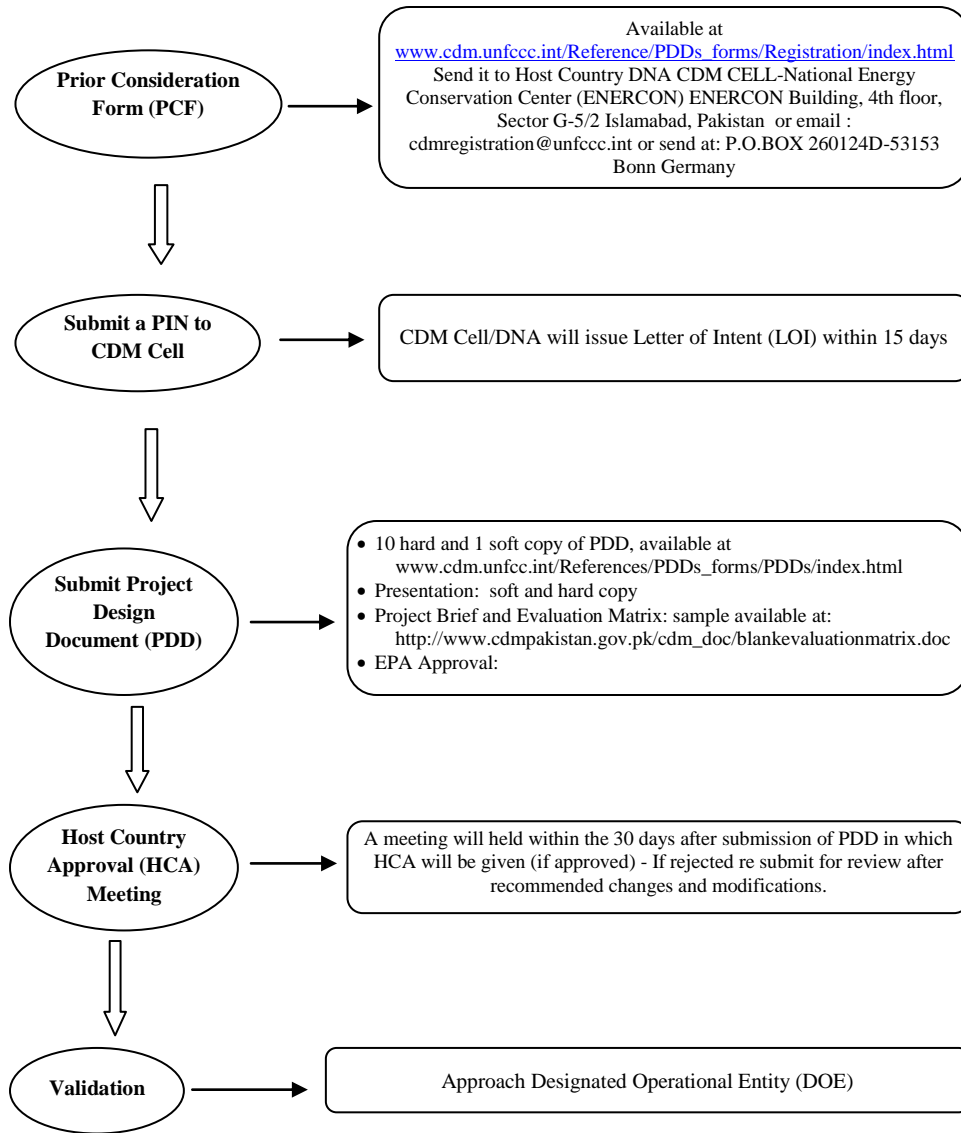 Prior Consideration
Form (PCF)
Available at
www.cdm.unfccc.int/Reference/PDDs_forms/Registration/index.html
Send it to Host Country DNA CDM CELL-National Energy
Conservation Center (ENERCON) ENERCON Building, 4th floor,
Sector G-5/2 Islamabad, Pakistan or email :
cdmregistration@unfccc.int or send at: P.O.BOX 260124D-53153
Bonn Germany
Submit a PIN to
CDM Cell
CDM Cell/DNA will issue Letter of Intent (LOI) within 15 days
Submit Project
Design
Document (PDD)
• 10 hard and 1 soft copy of PDD, available at
www.cdm.unfcc.int/References/PDDs_forms/PDDs/index.html
• Presentation: soft and hard copy
• Project Brief and Evaluation Matrix: sample available at:
http://www.cdmpakistan.gov.pk/cdm_doc/blankevaluationmatrix.doc
• EPA Approval:
Host Country
Approval (HCA)
Meeting
A meeting will held within the 30 days after submission of PDD in which
HCA will be given (if approved) - If rejected re submit for review after
recommended changes and modifications.
Validation
Approach Designated Operational Entity (DOE)